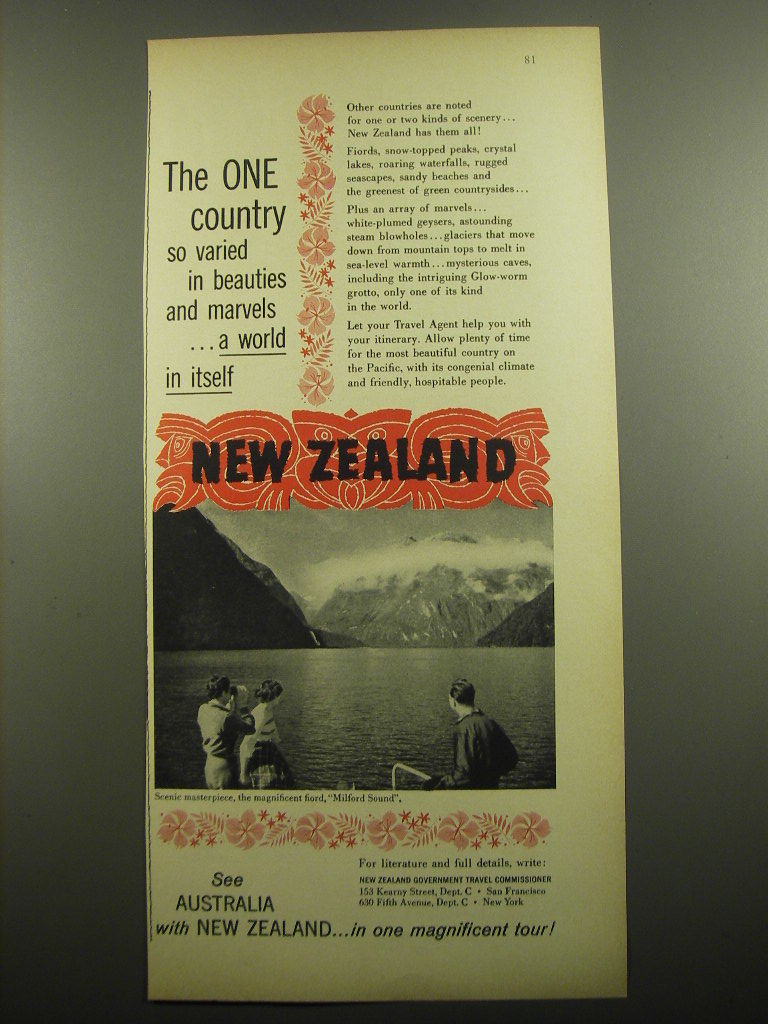 81
The ONE
country
so varied
in beauties
and marvels
...a world
in itself
Other countries are noted
for one or two kinds of scenery...
New Zealand has them all!
Fiords, snow-topped peaks, crystal
lakes, roaring waterfalls, rugged
seascapes, sandy beaches and
the greenest of green countrysides...
Plus an array of marvels...
white-plumed geysers, astounding
steam blowholes...glaciers that move
down from mountain tops to melt in
sea-level warmth...mysterious caves,
including the intriguing Glow-worm
grotto, only one of its kind
in the world.
Let your Travel Agent help you with
your itinerary. Allow plenty of time
for the most beautiful country on
the Pacific, with its congenial climate
and friendly, hospitable people.
NEW ZEALAND
Scenic masterpiece, the magnificent fiord, "Milford Sound".
For literature and full details, write:
NEW ZEALAND GOVERNMENT TRAVEL COMMISSIONER
153 Kearny Street, Dept. C • San Francisco
630 Fifth Avenue, Dept. C • New York
See
AUSTRALIA
with NEW ZEALAND...in one magnificent tour!